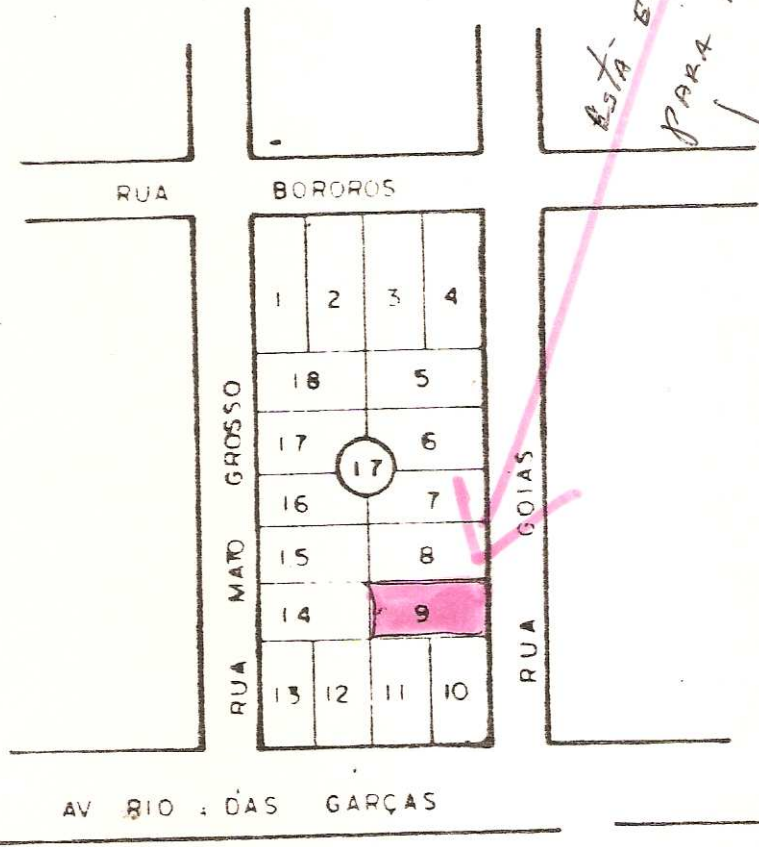 Está E
PARA
RUA BOROROS
1 2 3 4
18 5
17 6
17
16 7
15 8
14 9
13 12 11 10
RUA MATO GROSSO
RUA GOIAS
AV RIO DAS GARÇAS